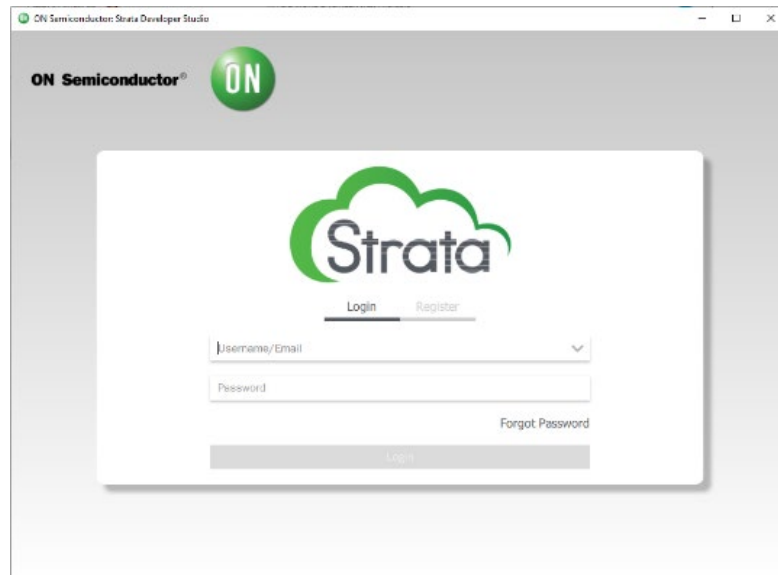 ON Semiconductor: Strata Developer Studio
ON Semiconductor®
ON
Strata
Login Register
Username/Email
Password
Forgot Password
Login